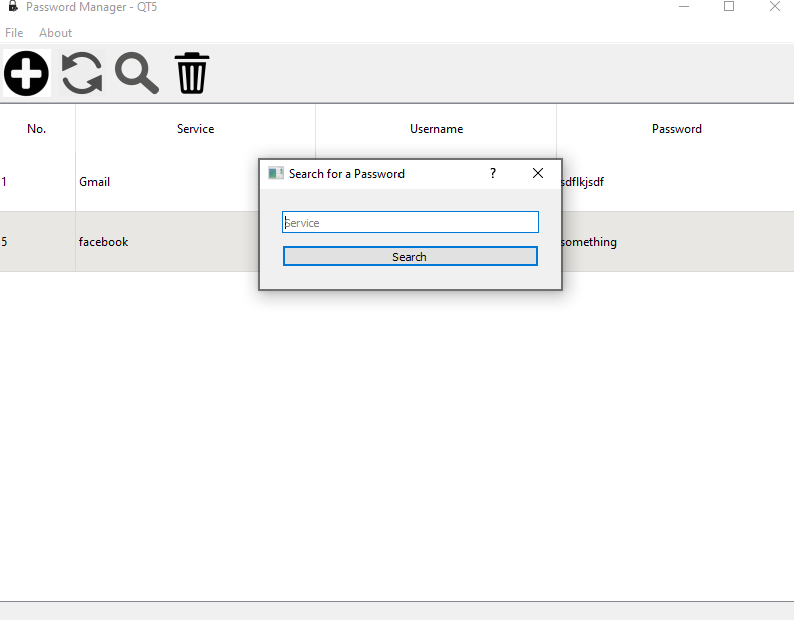 Password Manager - QT5
File About
No. Service Username Password
Search for a Password ?
1 Gmail sdflkjsdf
Service
5 facebook something
Search